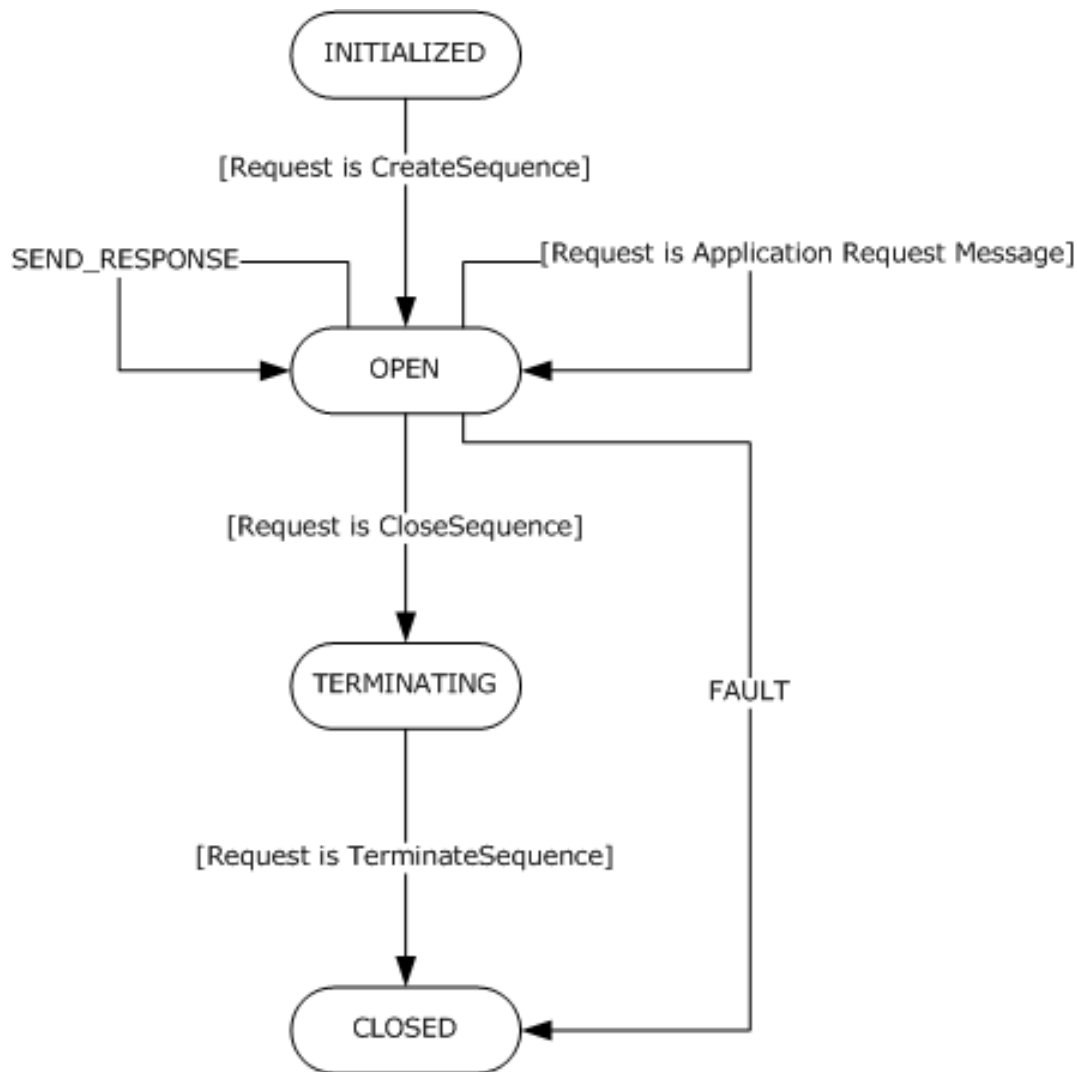 INITIALIZED
[Request is CreateSequence]
SEND_RESPONSE
[Request is Application Request Message]
OPEN
[Request is CloseSequence]
TERMINATING
FAULT
[Request is TerminateSequence]
CLOSED